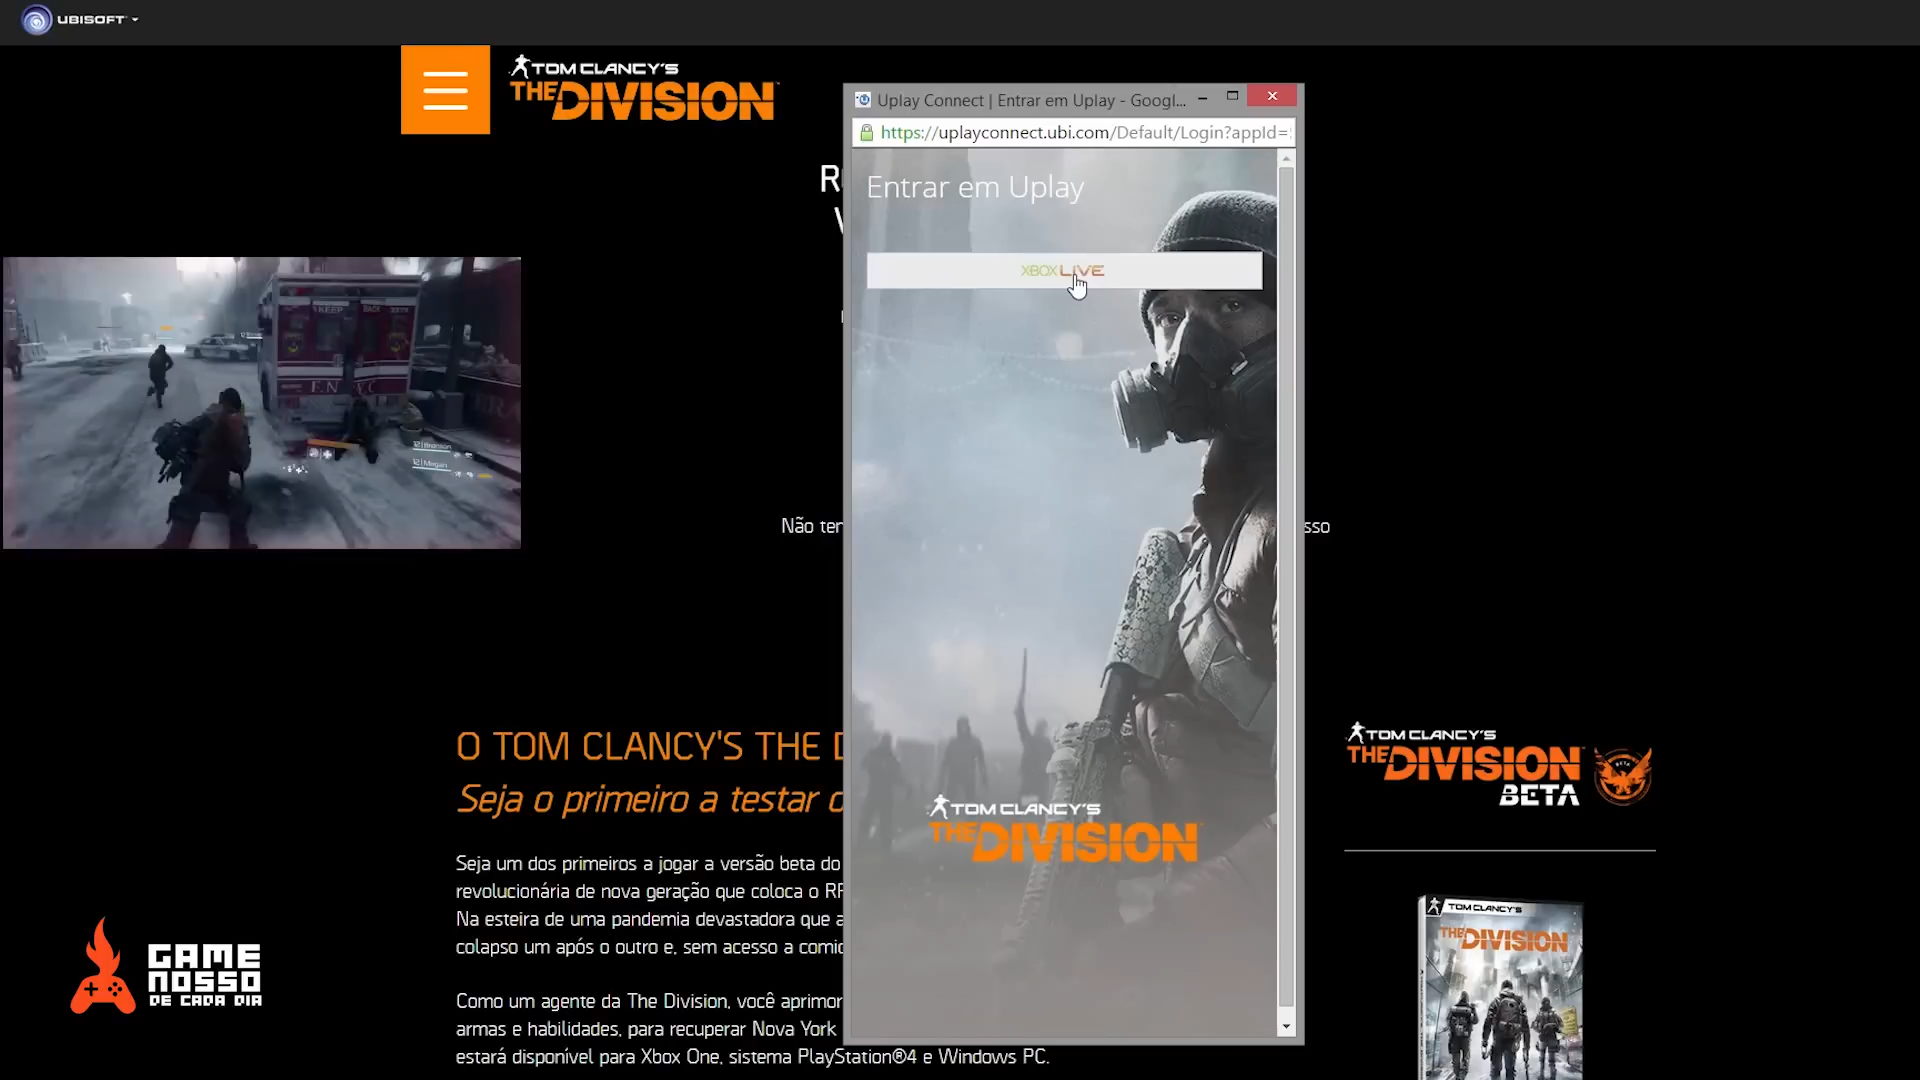 UBISOFT
TOM CLANCY'S
THE DIVISION
Uplay Connect | Entrar em Uplay - Googl...
https://uplayconnect.ubi.com/Default/Login?appId=
Entrar em Uplay
XBOX LIVE
KEEP BACK
Não ter
sso
O TOM CLANCY'S THE D
Seja o primeiro a testar o
Seja um dos primeiros a jogar a versão beta do
revolucionária de nova geração que coloca o RP
Na esteira de uma pandemia devastadora que a
colapso um após o outro e, sem acesso a comid
Como um agente da The Division, você aprimor
armas e habilidades, para recuperar Nova York
estará disponível para Xbox One, sistema PlayStation®4 e Windows PC.
TOM CLANCY'S
THE DIVISION
TOM CLANCY'S
THE DIVISION
BETA
TOM CLANCY'S
THE DIVISION
GAME
NOSSO
DE CADA DIA